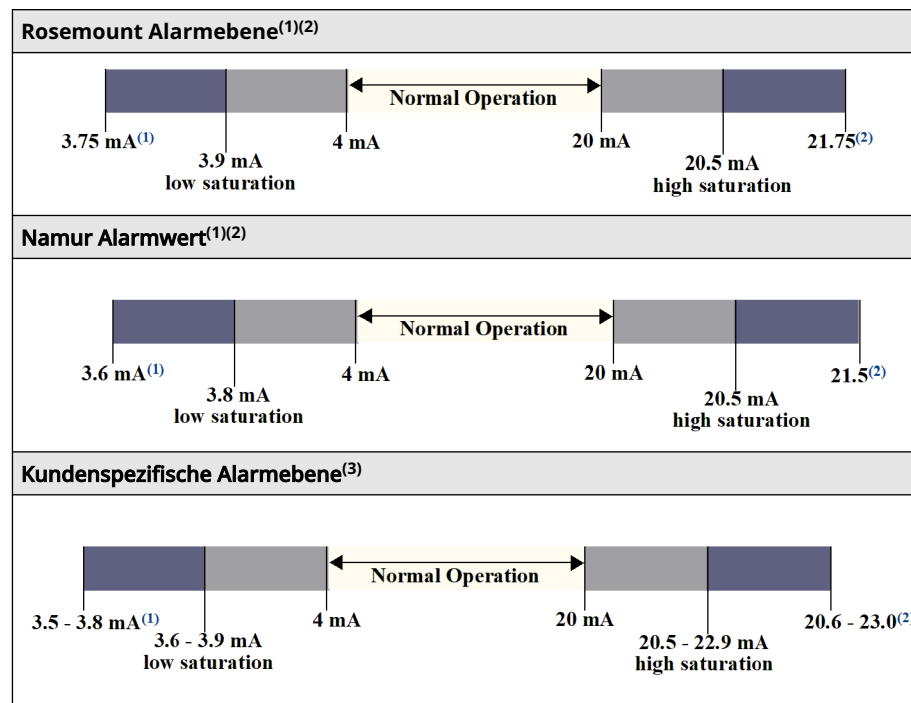 Rosemount Alarmebene(1)(2)
Normal Operation
3.75 mA(1)
4 mA
20 mA
21.75(2)
3.9 mA
low saturation
20.5 mA
high saturation
Namur Alarmwert(1)(2)
Normal Operation
3.6 mA(1)
4 mA
20 mA
21.5(2)
3.8 mA
low saturation
20.5 mA
high saturation
Kundenspezifische Alarmebene(3)
Normal Operation
3.5 - 3.8 mA(1)
4 mA
20 mA
20.6 - 23.0(2)
3.6 - 3.9 mA
low saturation
20.5 - 22.9 mA
high saturation